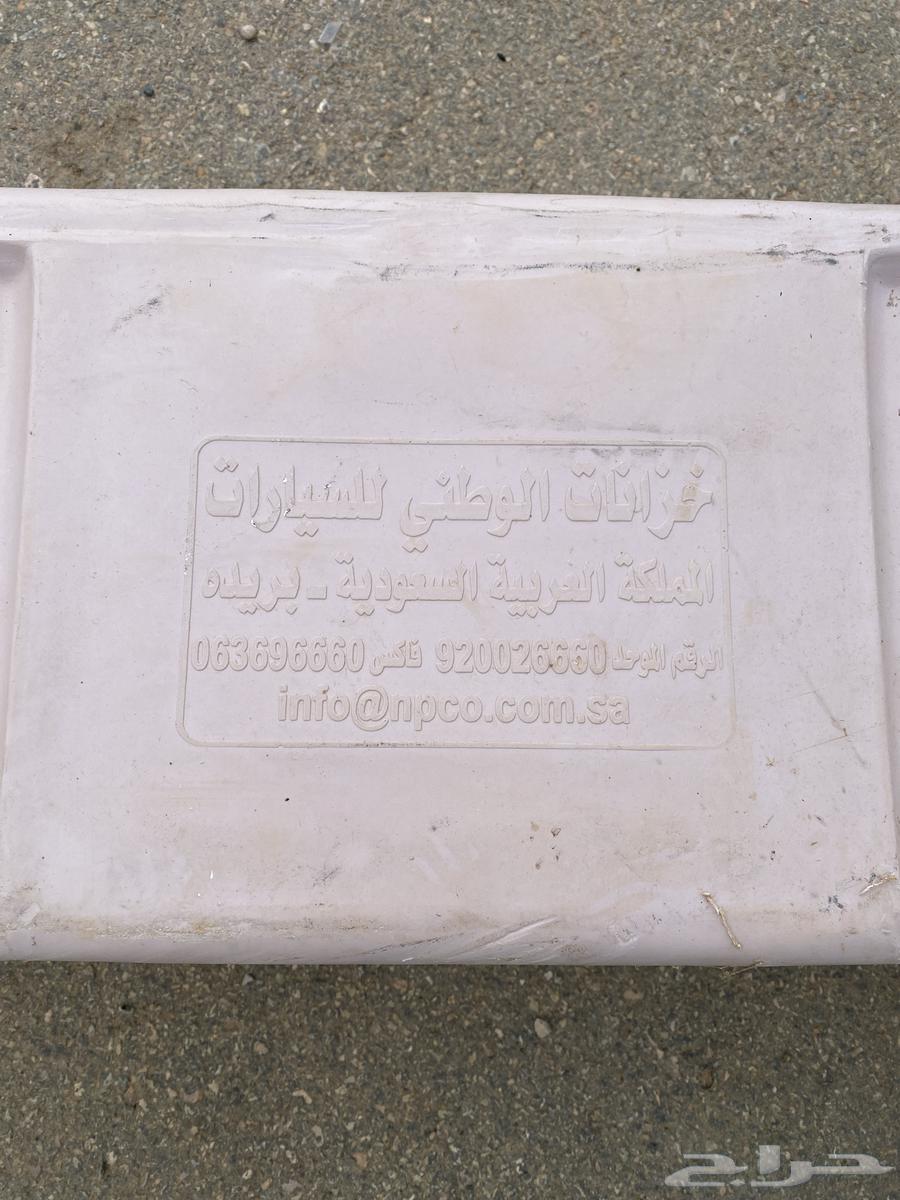 خزانات الوطني للسيارات
المملكة العربية السعودية - بريده
الرقم الموحد 920026660 فاكس 063696660
info@npco.com.sa
حراج